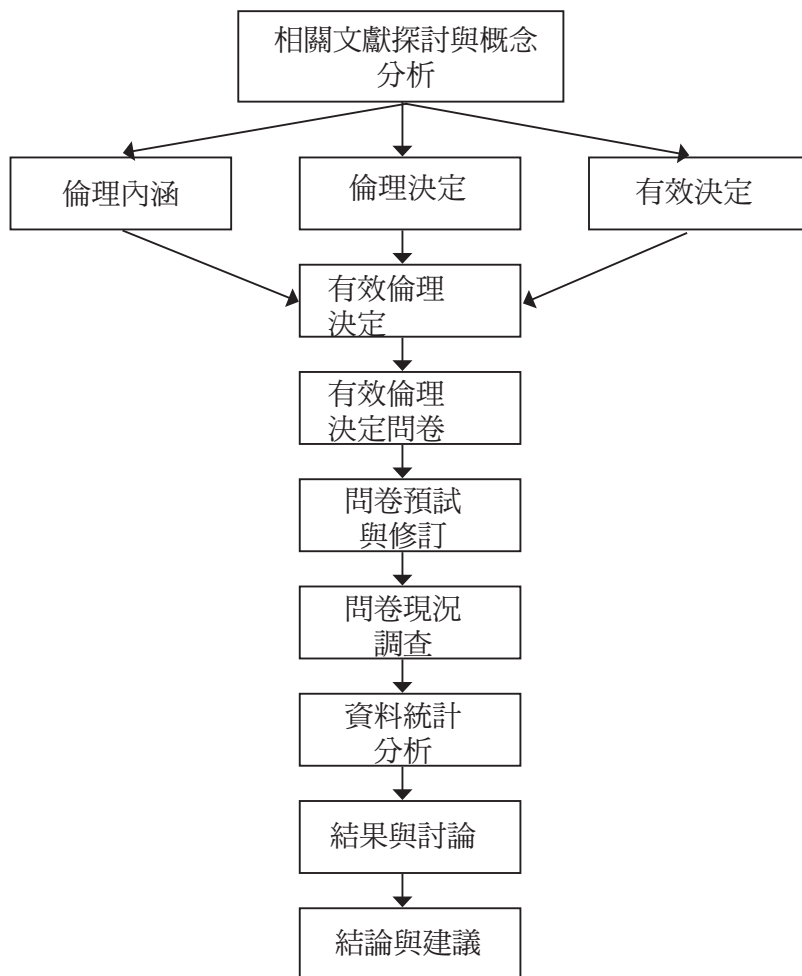 相關文獻探討與概念
分析
倫理內涵
倫理決定
有效決定
有效倫理
決定
有效倫理
決定問卷
問卷預試
與修訂
問卷現況
調查
資料統計
分析
結果與討論
結論與建議